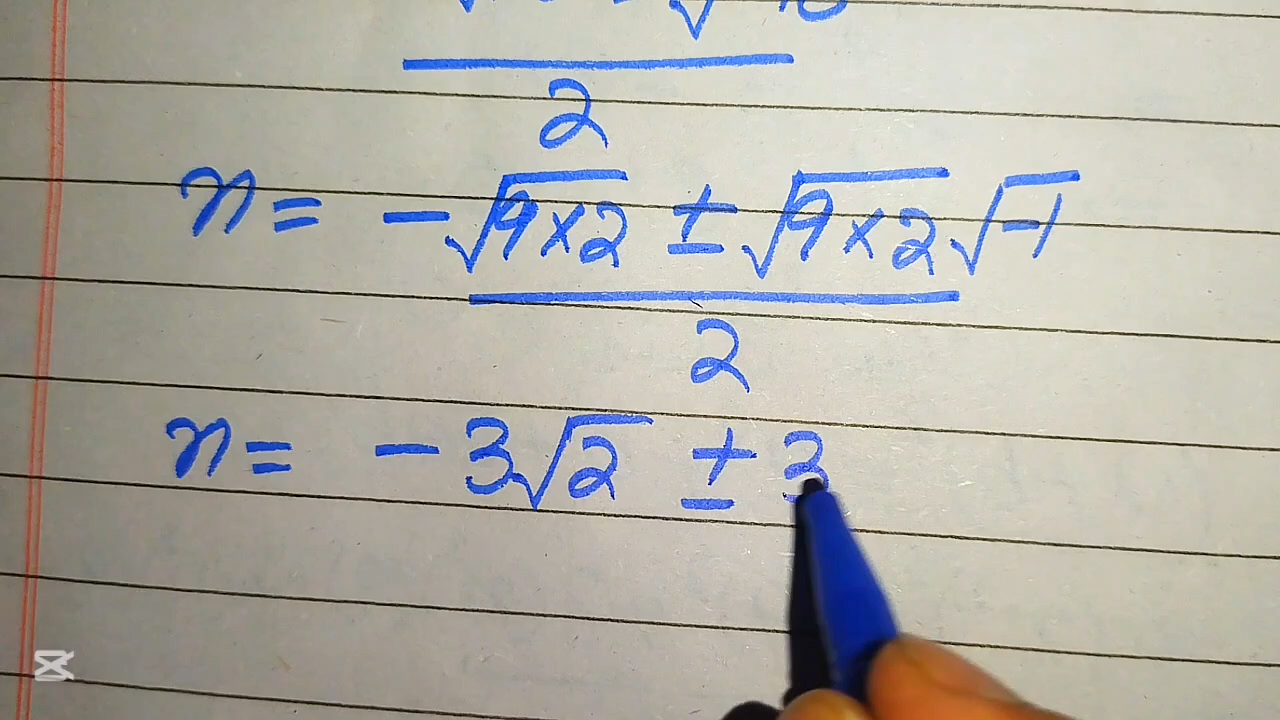 2
n = -√9×2 ± √9×2 √-1
2
n = -3√2 ± 3